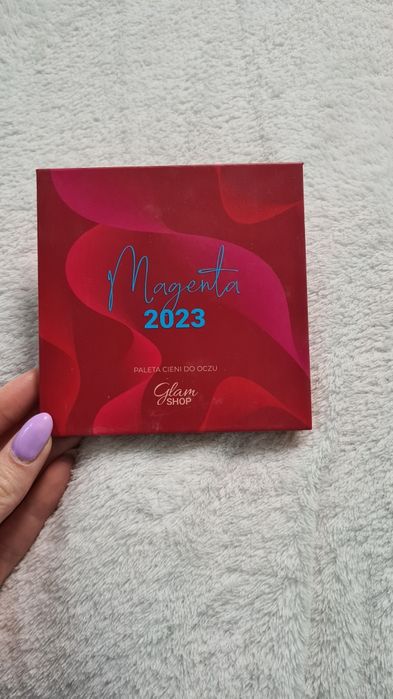 Magenta
2023
PALETA CIENI DO OCZU
Glam
SHOP